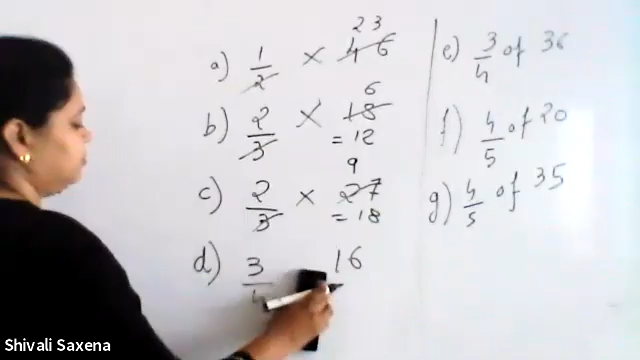 a) 1/2 × 46 23
b) 2/3 × 18 6
= 12
c) 2/3 × 27 9
= 18
d) 3/4 16
e) 3/4 of 36
f) 4/5 of 20
g) 4/5 of 35
Shivali Saxena